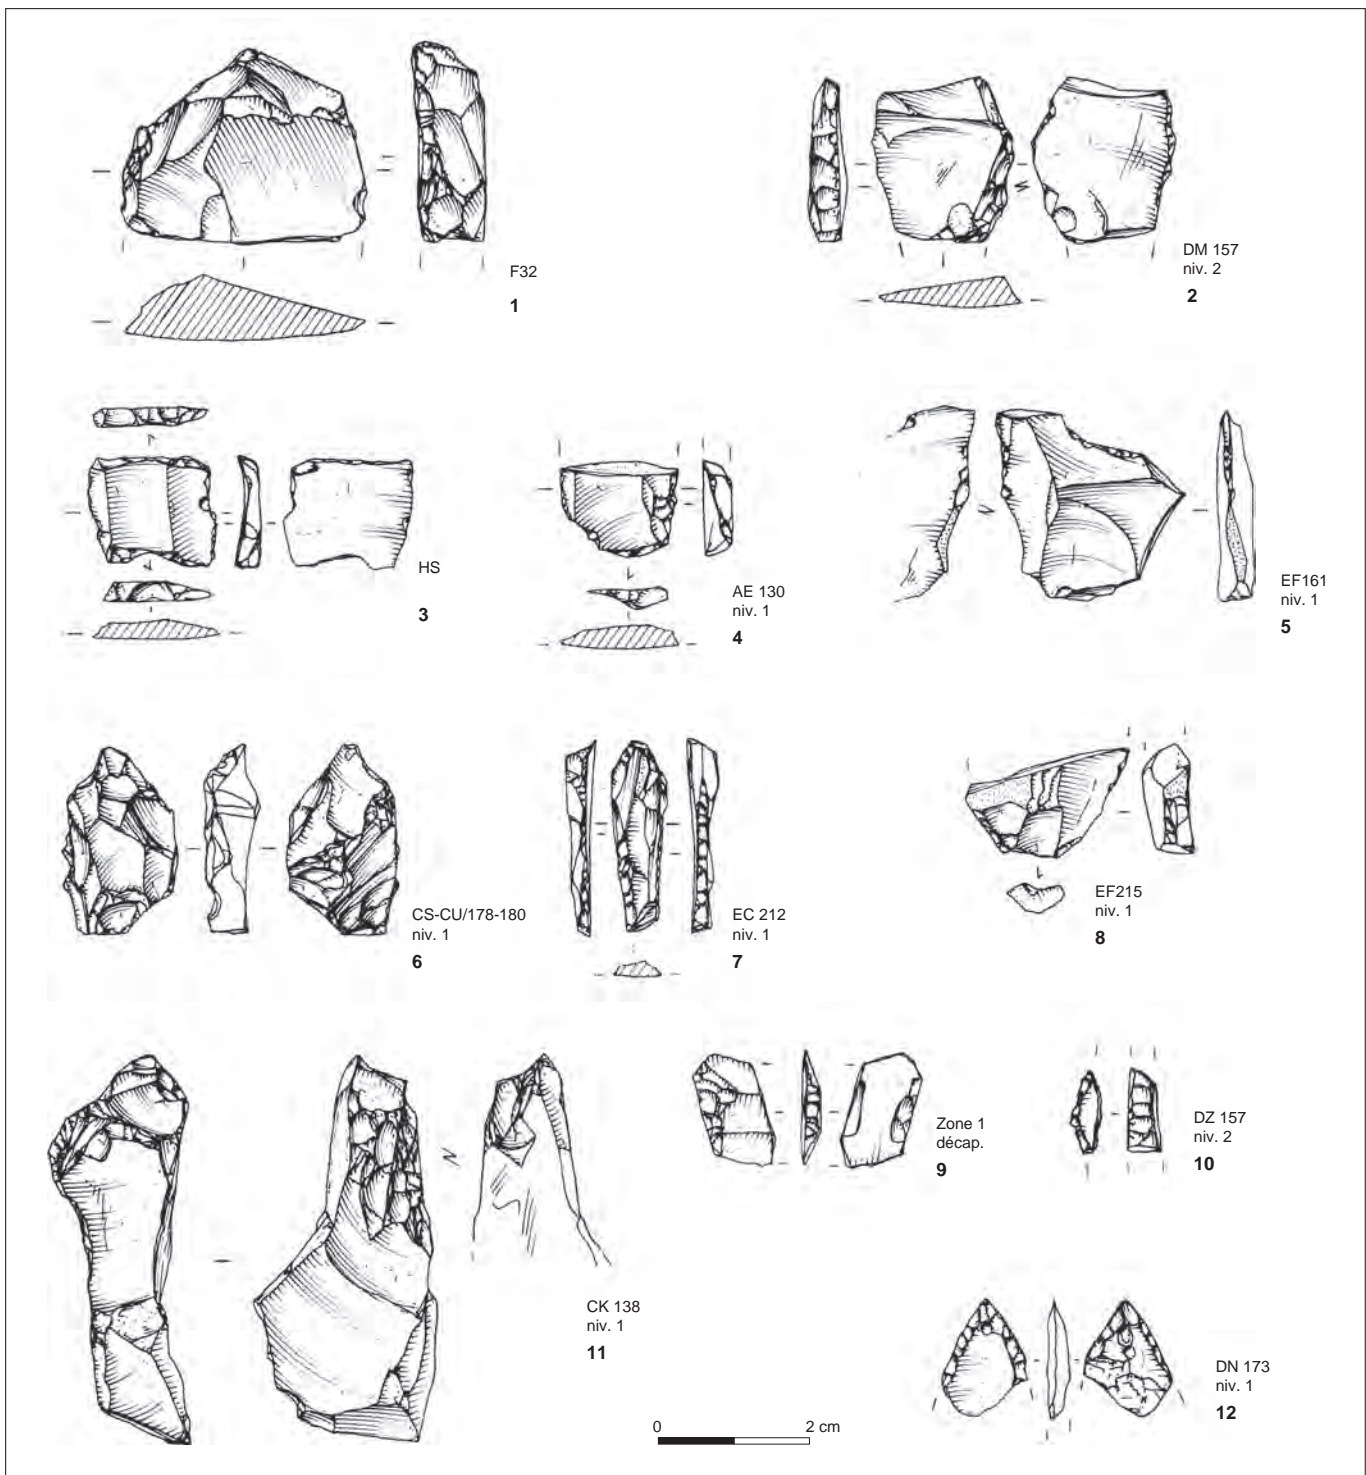 F32
1
DM 157
niv. 2
2
HS
3
AE 130
niv. 1
4
EF161
niv. 1
5
CS-CU/178-180
niv. 1
6
EC 212
niv. 1
7
EF215
niv. 1
8
Zone 1
décap.
9
DZ 157
niv. 2
10
CK 138
niv. 1
11
DN 173
niv. 1
12
0 2 cm